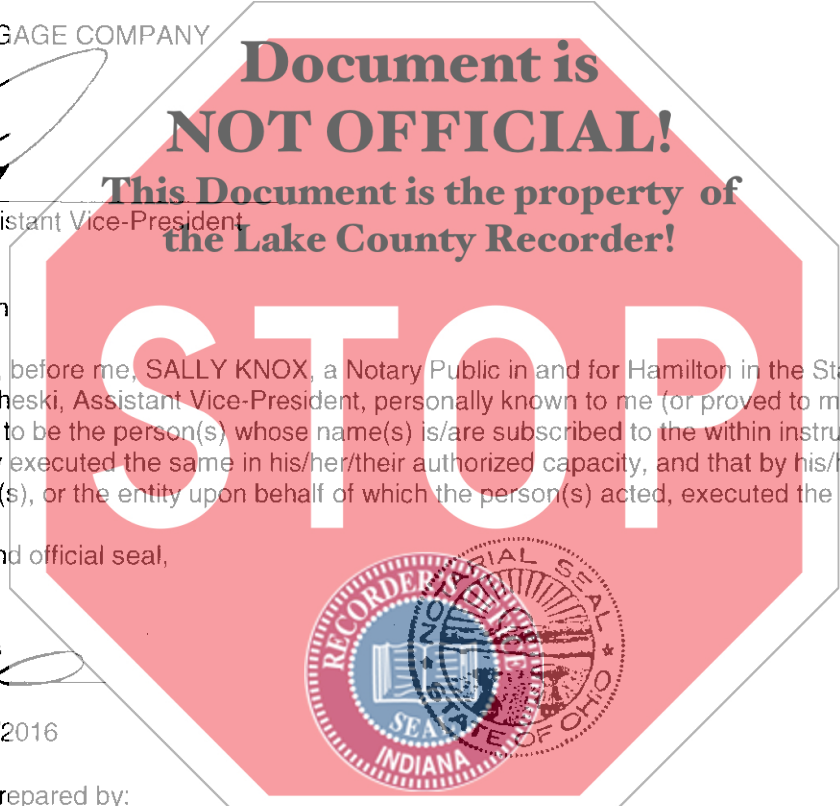 GAGE COMPANY
Document is
NOT OFFICIAL!
This Document is the property of
istant Vice-President
the Lake County Recorder!
n
STOP
, before me, SALLY KNOX, a Notary Public in and for Hamilton in the Sta
heski, Assistant Vice-President, personally known to me (or proved to m
to be the person(s) whose name(s) is/are subscribed to the within instru
y executed the same in his/her/their authorized capacity, and that by his/h
(s), or the entity upon behalf of which the person(s) acted, executed the
nd official seal,
RECORDER
SEAL
INDIANA
NOTARIAL SEAL
STATE OF OHIO
2016
repared by: